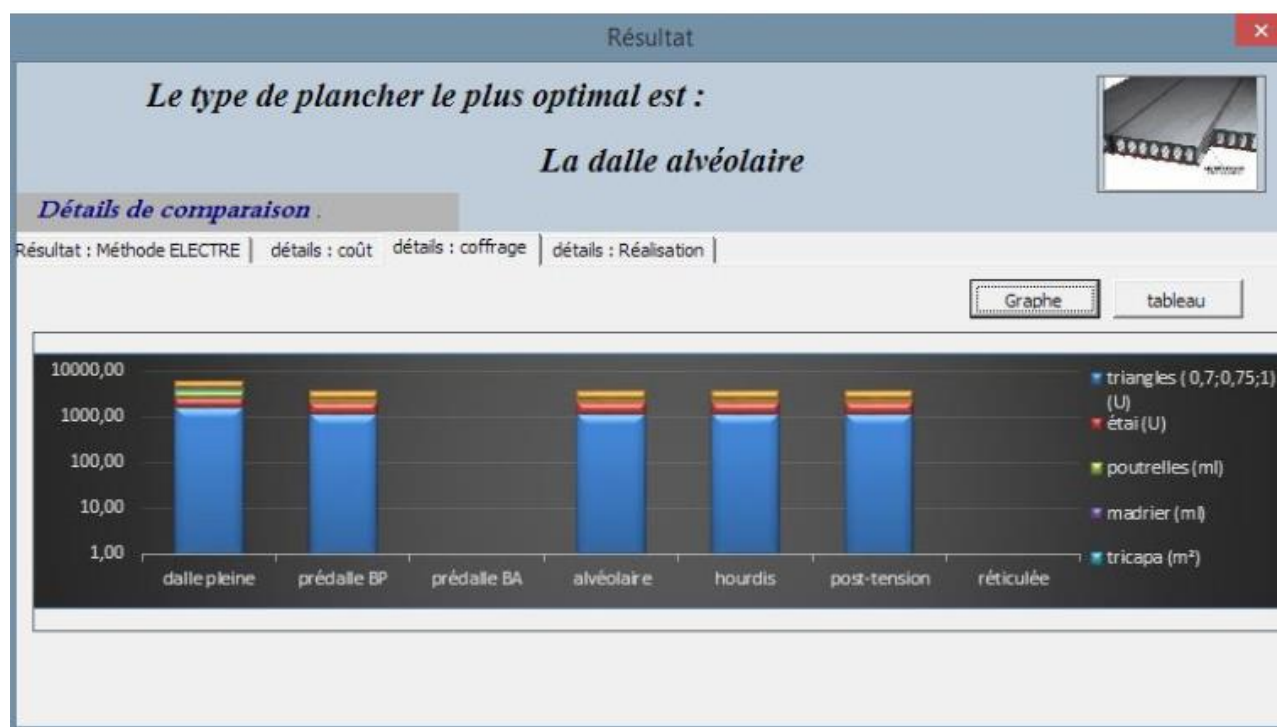 Résultat
Le type de plancher le plus optimal est :
La dalle alvéolaire
Détails de comparaison .
Résultat : Méthode ELECTRE
détails : coût
détails : coffrage
détails : Réalisation
Graphe
tableau
10000,00
1000,00
100,00
10,00
1,00
dalle pleine
prédalle BP
prédalle BA
alvéolaire
hourdis
post-tension
réticulée
triangles ( 0,7;0,75;1)
(U)
étai (U)
poutrelles (ml)
madrier (ml)
tricapa (m²)